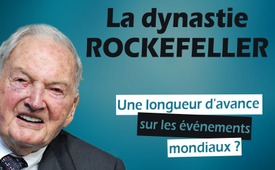 La dynastie
ROCKEFELLER
Une longueur d'avance
sur les événements
mondiaux ?